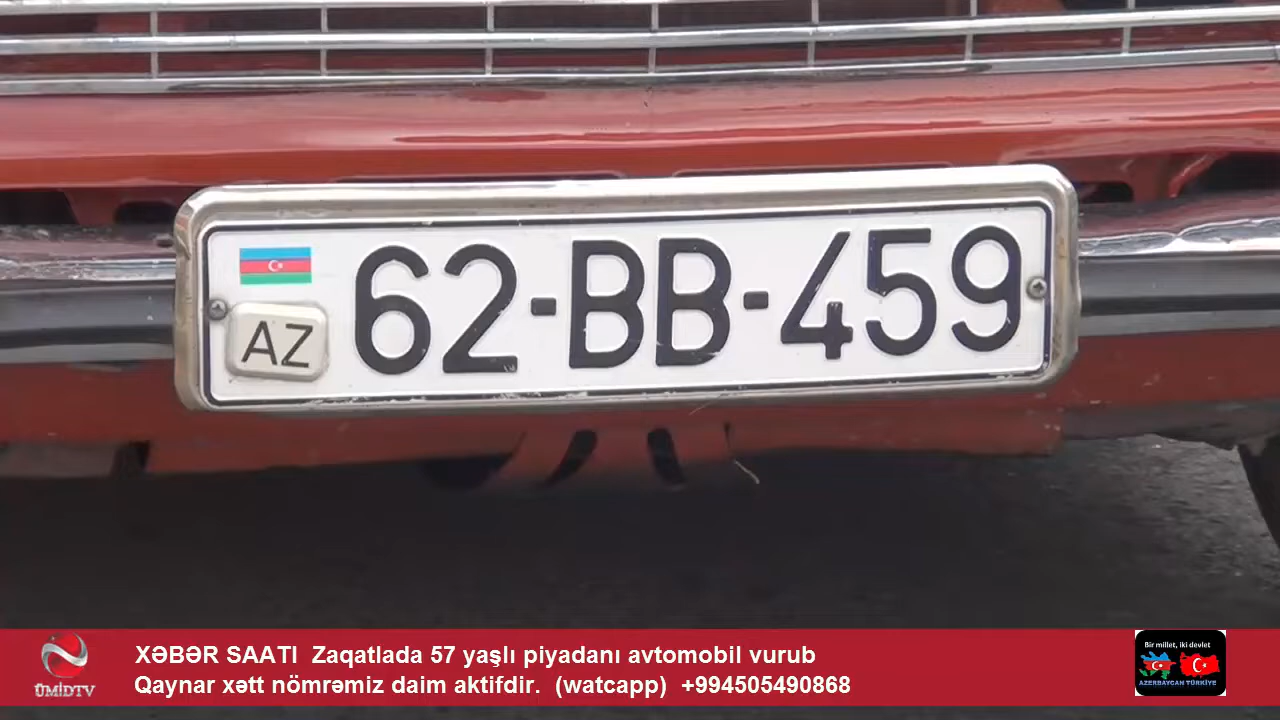 62-BB-459
AZ
XƏBƏR SAATI Zaqatlada 57 yaşlı piyadanı avtomobil vurub
Qaynar xətt nömrəmiz daim aktifdir. (watcapp) +994505490868
ÜMİDTV
Bir millet, iki devlet
AZERBAYCAN TÜRKİYE